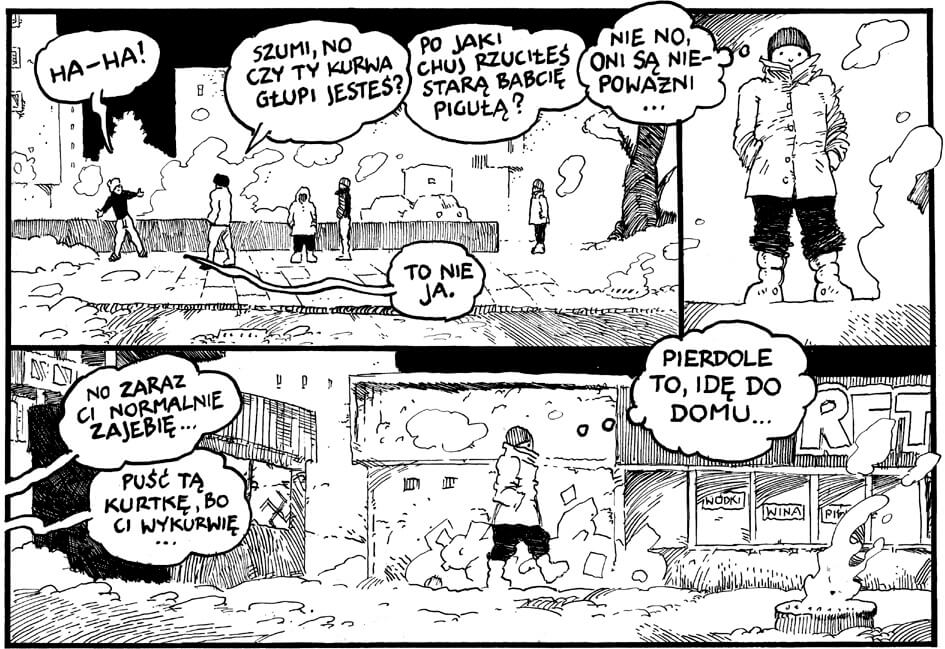 HA-HA!
SZUMI, NO
CZY TY KURWA
GŁUPI JESTEŚ?
PO JAKI
CHUJ RZUCIŁEŚ
STARĄ BABCIĘ
PIGUŁĄ?
TO NIE
JA.
NIE NO,
ONI SĄ NIE-
POWAŻNI
...
NO ZARAZ
CI NORMALNIE
ZAJEBIĘ...
PUŚĆ TĄ
KURTKĘ, BO
CI WYKURWIĘ
...
PIERDOLE
TO, IDĘ DO
DOMU...
WÓDKI
WINA